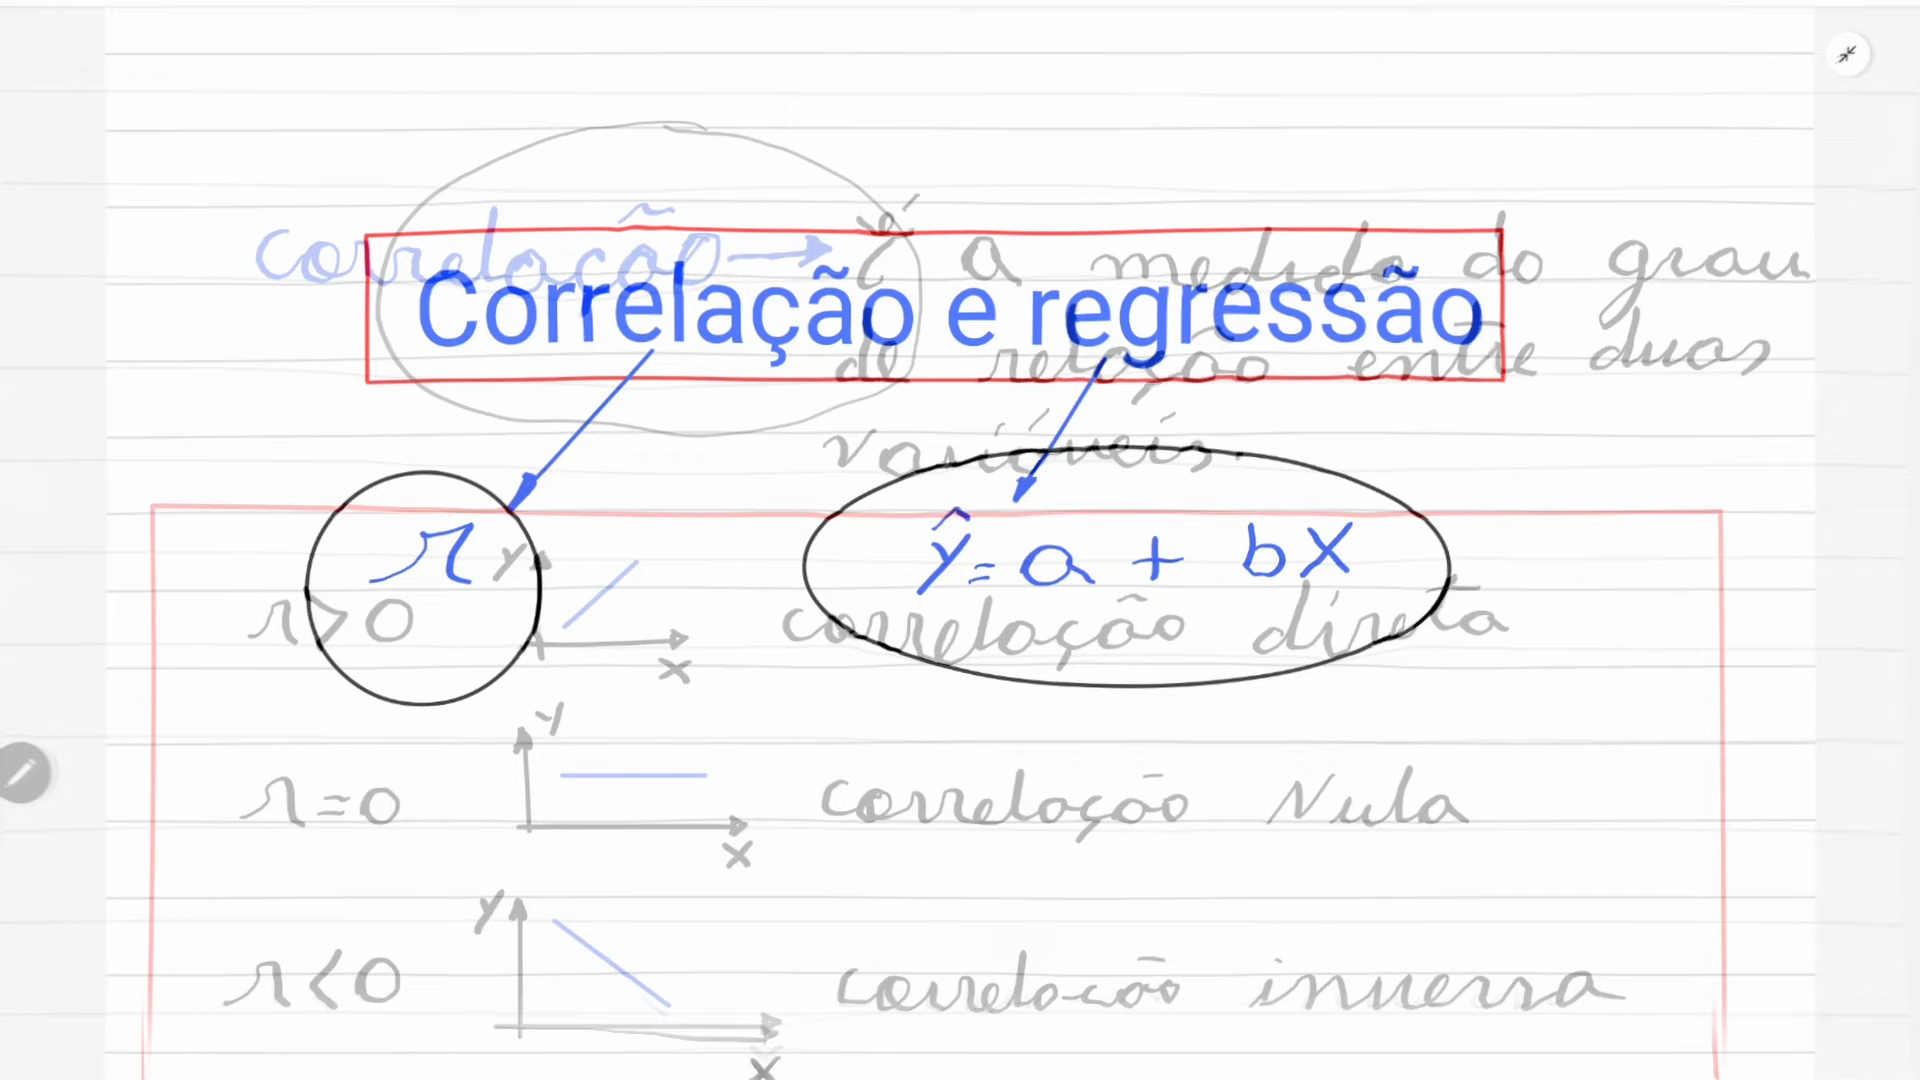 correlação → é a medida do grau
Correlação e regressão
de relação entre duas
variáveis.
r
ŷ = a + bX
Y
r>0
correlação direta
X
Y
r=0
correlação Nula
X
Y
r<0
correlação inversa
X